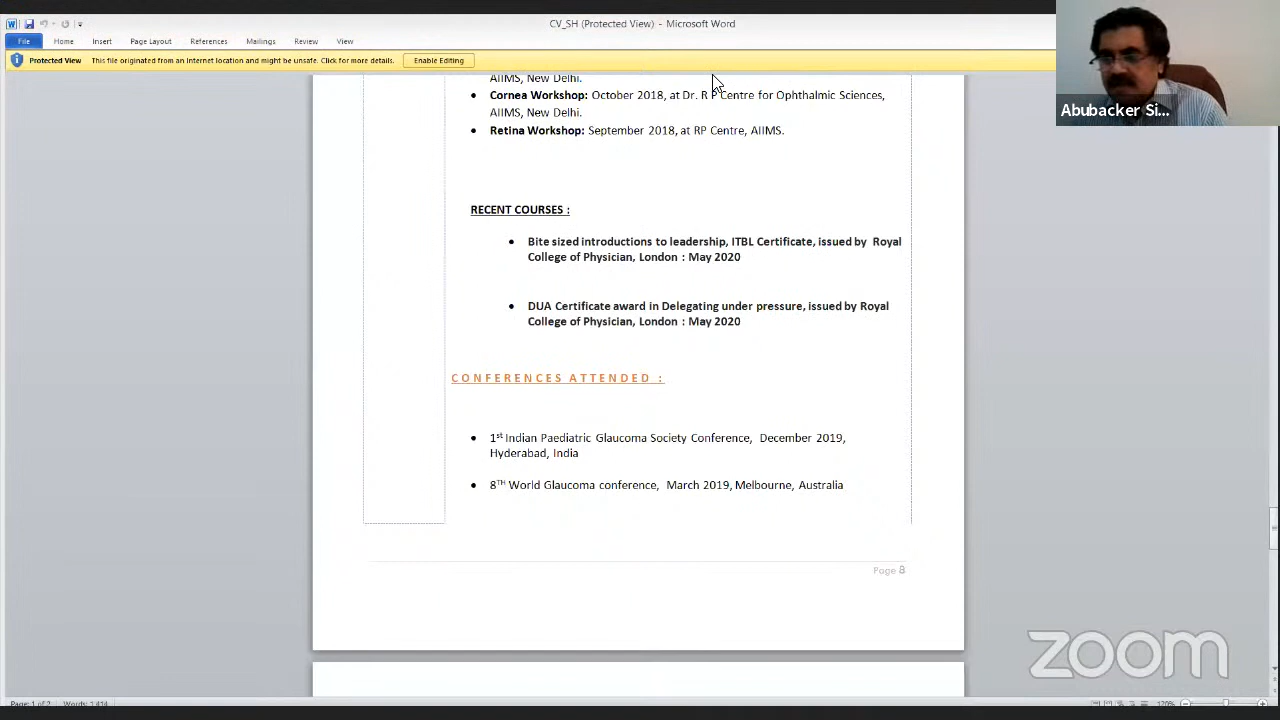 CV_SH (Protected View) - Microsoft Word
File Home Insert Page Layout References Mailings Review View
Protected View This file originated from an Internet location and might be unsafe. Click for more details. Enable Editing
Abubacker Si...
AIIMS, New Delhi.
• Cornea Workshop: October 2018, at Dr. R P Centre for Ophthalmic Sciences,
AIIMS, New Delhi.
• Retina Workshop: September 2018, at RP Centre, AIIMS.
RECENT COURSES :
• Bite sized introductions to leadership, ITBL Certificate, issued by Royal
College of Physician, London : May 2020
• DUA Certificate award in Delegating under pressure, issued by Royal
College of Physician, London : May 2020
CONFERENCES ATTENDED :
• 1st Indian Paediatric Glaucoma Society Conference, December 2019,
Hyderabad, India
• 8TH World Glaucoma conference, March 2019, Melbourne, Australia
Page 8
zoom
Words: 1,414
120%